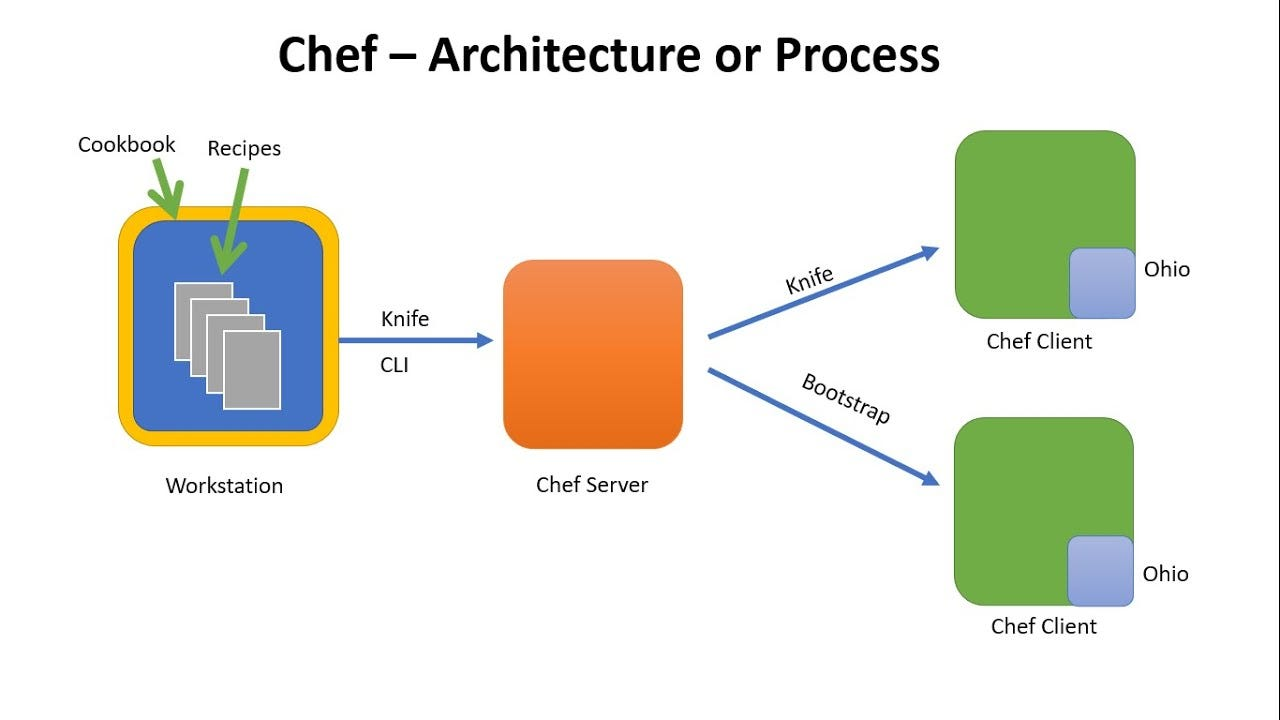 Chef – Architecture or Process
Cookbook
Recipes
Knife
CLI
Workstation
Chef Server
Knife
Bootstrap
Ohio
Chef Client
Ohio
Chef Client